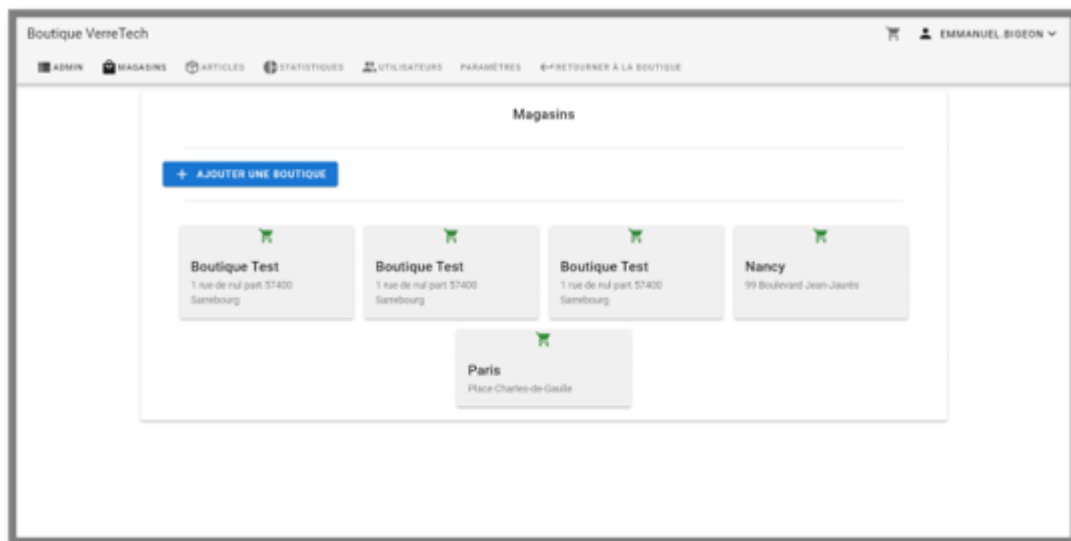 Boutique VerreTech
EMMANUEL.BIGEON
ADMIN MAGASINS ARTICLES STATISTIQUES UTILISATEURS PARAMÈTRES RETOURNER À LA BOUTIQUE
Magasins
+ AJOUTER UNE BOUTIQUE
Boutique Test
1 rue de nul part 57400
Sarrebourg
Boutique Test
1 rue de nul part 57400
Sarrebourg
Boutique Test
1 rue de nul part 57400
Sarrebourg
Nancy
99 Boulevard Jean-Jaurès
Paris
Place Charles-de-Gaulle